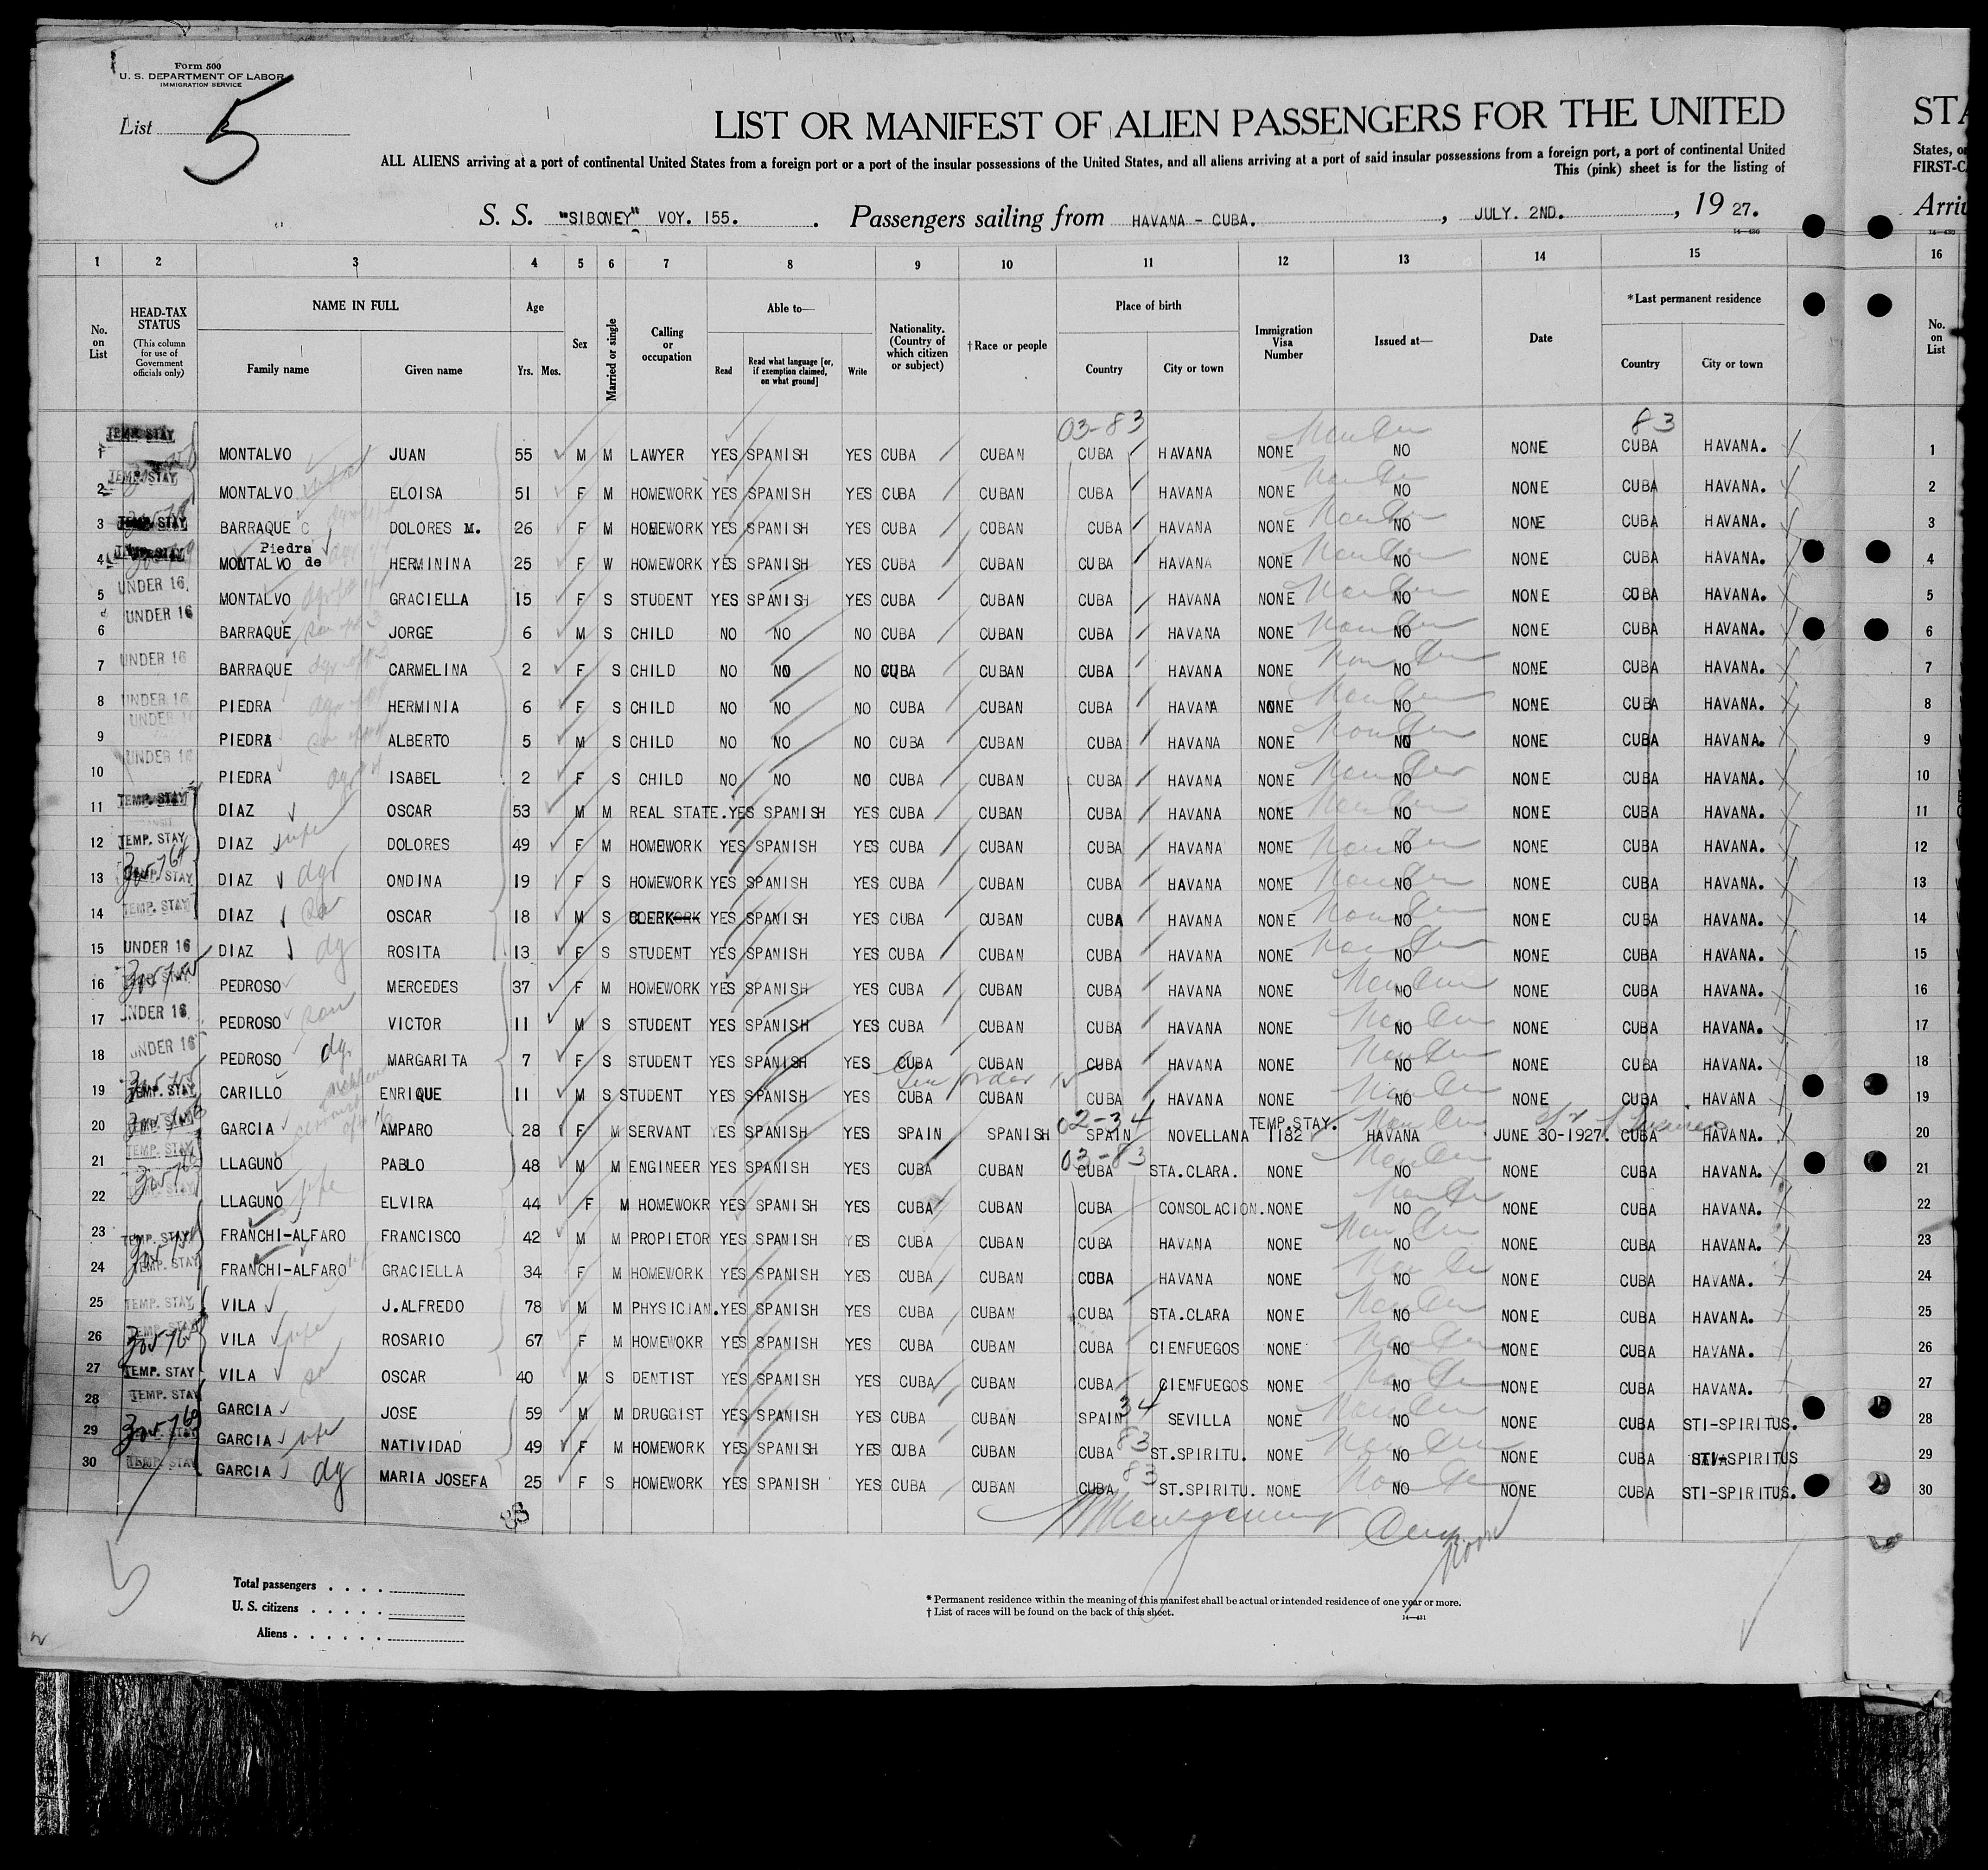 Form 500
U. S. DEPARTMENT OF LABOR
IMMIGRATION SERVICE
List 5
LIST OR MANIFEST OF ALIEN PASSENGERS FOR THE UNITED
STA
ALL ALIENS arriving at a port of continental United States from a foreign port or a port of the insular possessions of the United States, and all aliens arriving at a port of said insular possessions from a foreign port, a port of continental United
States, o
This (pink) sheet is for the listing of
FIRST-C
S. S. "SIBONEY" VOY. 155. Passengers sailing from HAVANA - CUBA. , JULY. 2ND. , 19 27.
Arri
1 2 3 4 5 6 7 8 9 10 11 12 13 14 15 16
No. on List
HEAD-TAX STATUS (This column for use of Government officials only)
NAME IN FULL
Family name Given name
Age
Yrs. Mos.
Sex
Married or single
Calling or occupation
Able to—
Read Read what language [or, if exemption claimed, on what ground] Write
Nationality. (Country of which citizen or subject)
†Race or people
Place of birth
Country City or town
Immigration Visa Number
Issued at—
Date
*Last permanent residence
Country City or town
No. on List
03-83 83
1 TEMP. STAY MONTALVO JUAN 55 M M LAWYER YES SPANISH YES CUBA CUBAN CUBA HAVANA NONE NO NONE CUBA HAVANA. 1
2 TEMP. STAY MONTALVO ELOISA 51 F M HOMEWORK YES SPANISH YES CUBA CUBAN CUBA HAVANA NONE NO NONE CUBA HAVANA. 2
3 TEMP. STAY BARRAQUE C DOLORES M. 26 F M HOMEWORK YES SPANISH YES CUBA CUBAN CUBA HAVANA NONE NO NONE CUBA HAVANA. 3
Piedra
4 TEMP. STAY MONTALVO de HERMININA 25 F W HOMEWORK YES SPANISH YES CUBA CUBAN CUBA HAVANA NONE NO NONE CUBA HAVANA. 4
5 UNDER 16. MONTALVO GRACIELLA 15 F S STUDENT YES SPANISH YES CUBA CUBAN CUBA HAVANA NONE NO NONE CUBA HAVANA. 5
6 UNDER 16 BARRAQUE JORGE 6 M S CHILD NO NO NO CUBA CUBAN CUBA HAVANA NONE NO NONE CUBA HAVANA. 6
7 UNDER 16 BARRAQUE CARMELINA 2 F S CHILD NO NO NO CUBA CUBAN CUBA HAVANA NONE NO NONE CUBA HAVANA. 7
8 UNDER 16 PIEDRA HERMINIA 6 F S CHILD NO NO NO CUBA CUBAN CUBA HAVANA NONE NO NONE CUBA HAVANA. 8
9 UNDER 16 PIEDRA ALBERTO 5 M S CHILD NO NO NO CUBA CUBAN CUBA HAVANA NONE NO NONE CUBA HAVANA. 9
10 UNDER 16 PIEDRA ISABEL 2 F S CHILD NO NO NO CUBA CUBAN CUBA HAVANA NONE NO NONE CUBA HAVANA. 10
11 TEMP. STAY DIAZ OSCAR 53 M M REAL STATE. YES SPANISH YES CUBA CUBAN CUBA HAVANA NONE NO NONE CUBA HAVANA. 11
12 TEMP. STAY DIAZ wife DOLORES 49 F M HOMEWORK YES SPANISH YES CUBA CUBAN CUBA HAVANA NONE NO NONE CUBA HAVANA. 12
13 TEMP. STAY DIAZ dgr ONDINA 19 F S HOMEWORK YES SPANISH YES CUBA CUBAN CUBA HAVANA NONE NO NONE CUBA HAVANA. 13
14 TEMP. STAY DIAZ OSCAR 18 M S CLERK YES SPANISH YES CUBA CUBAN CUBA HAVANA NONE NO NONE CUBA HAVANA. 14
15 UNDER 16 DIAZ dg ROSITA 13 F S STUDENT YES SPANISH YES CUBA CUBAN CUBA HAVANA NONE NO NONE CUBA HAVANA. 15
16 TEMP. STAY PEDROSO MERCEDES 37 F M HOMEWORK YES SPANISH YES CUBA CUBAN CUBA HAVANA NONE NO NONE CUBA HAVANA. 16
17 UNDER 16 PEDROSO son VICTOR 11 M S STUDENT YES SPANISH YES CUBA CUBAN CUBA HAVANA NONE NO NONE CUBA HAVANA. 17
18 UNDER 16 PEDROSO dg. MARGARITA 7 F S STUDENT YES SPANISH YES CUBA CUBAN CUBA HAVANA NONE NO NONE CUBA HAVANA. 18
19 TEMP. STAY CARILLO ENRIQUE 11 M S STUDENT YES SPANISH YES CUBA CUBAN CUBA HAVANA NONE NO NONE CUBA HAVANA 19
02-34 TEMP. STAY.
20 TEMP. STAY GARCIA AMPARO 28 F M SERVANT YES SPANISH YES SPAIN SPANISH SPAIN NOVELLANA 1182 HAVANA JUNE 30-1927. CUBA HAVANA. 20
03-83
21 TEMP. STAY LLAGUNO PABLO 48 M M ENGINEER YES SPANISH YES CUBA CUBAN CUBA STA.CLARA. NONE NO NONE CUBA HAVANA. 21
22 TEMP. STAY LLAGUNO wife ELVIRA 44 F M HOMEWOKR YES SPANISH YES CUBA CUBAN CUBA CONSOLACION. NONE NO NONE CUBA HAVANA. 22
23 TEMP. STAY FRANCHI-ALFARO FRANCISCO 42 M M PROPIETOR YES SPANISH YES CUBA CUBAN CUBA HAVANA NONE NO NONE CUBA HAVANA. 23
24 TEMP. STAY FRANCHI-ALFARO GRACIELLA 34 F M HOMEWORK YES SPANISH YES CUBA CUBAN CUBA HAVANA NONE NO NONE CUBA HAVANA. 24
25 TEMP. STAY VILA J.ALFREDO 78 M M PHYSICIAN. YES SPANISH YES CUBA CUBAN CUBA STA.CLARA NONE NO NONE CUBA HAVANA. 25
26 TEMP. STAY VILA wife ROSARIO 67 F M HOMEWOKR YES SPANISH YES CUBA CUBAN CUBA CIENFUEGOS NONE NO NONE CUBA HAVANA. 26
27 TEMP. STAY VILA OSCAR 40 M S DENTIST YES SPANISH YES CUBA CUBAN CUBA CIENFUEGOS NONE NO NONE CUBA HAVANA. 27
28 TEMP. STAY GARCIA JOSE 59 M M DRUGGIST YES SPANISH YES CUBA CUBAN SPAIN 34 SEVILLA NONE NO NONE CUBA STI-SPIRITUS. 28
29 GARCIA wife NATIVIDAD 49 F M HOMEWORK YES SPANISH YES CUBA CUBAN CUBA 83 ST.SPIRITU. NONE NO NONE CUBA STI-SPIRITUS 29
30 TEMP. STAY GARCIA dg MARIA JOSEFA 25 F S HOMEWORK YES SPANISH YES CUBA CUBAN CUBA 83 ST.SPIRITU. NONE NO NONE CUBA STI-SPIRITUS. 30
Total passengers
U. S. citizens
Aliens
* Permanent residence within the meaning of this manifest shall be actual or intended residence of one year or more.
† List of races will be found on the back of this sheet.
14—431